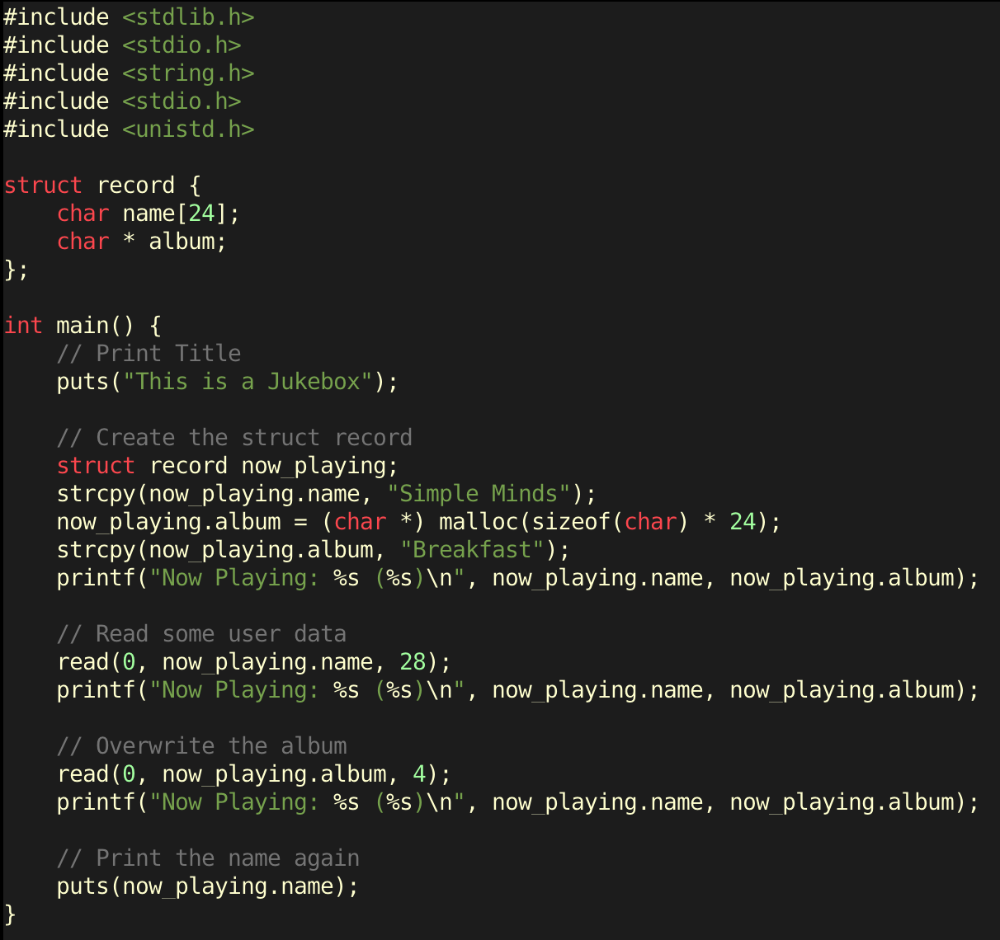 #include <stdlib.h>
#include <stdio.h>
#include <string.h>
#include <stdio.h>
#include <unistd.h>

struct record {
    char name[24];
    char * album;
};

int main() {
    // Print Title
    puts("This is a Jukebox");

    // Create the struct record
    struct record now_playing;
    strcpy(now_playing.name, "Simple Minds");
    now_playing.album = (char *) malloc(sizeof(char) * 24);
    strcpy(now_playing.album, "Breakfast");
    printf("Now Playing: %s (%s)\n", now_playing.name, now_playing.album);

    // Read some user data
    read(0, now_playing.name, 28);
    printf("Now Playing: %s (%s)\n", now_playing.name, now_playing.album);

    // Overwrite the album
    read(0, now_playing.album, 4);
    printf("Now Playing: %s (%s)\n", now_playing.name, now_playing.album);

    // Print the name again
    puts(now_playing.name);
}